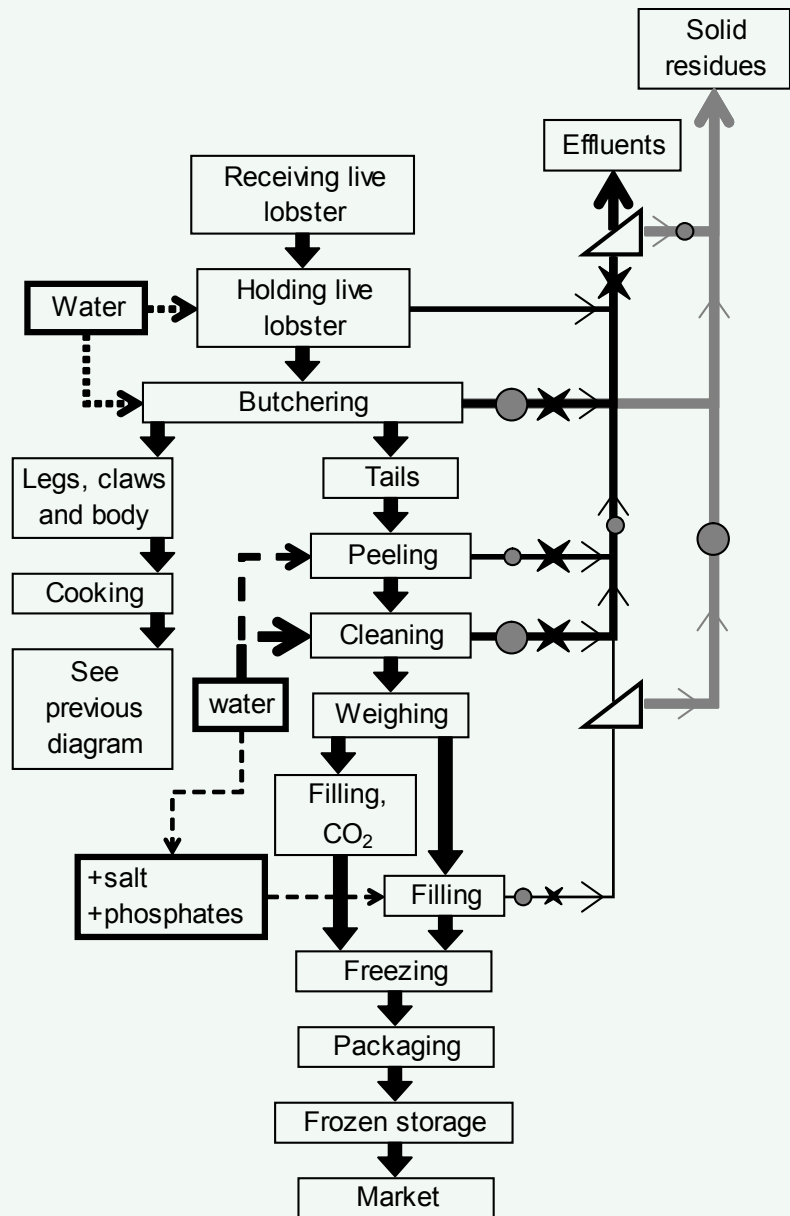 Solid
residues
Effluents
Receiving live
lobster
Water
Holding live
lobster
Butchering
Legs, claws
and body
Tails
Peeling
Cooking
Cleaning
See
previous
diagram
water
Weighing
Filling,
CO₂
+salt
+phosphates
Filling
Freezing
Packaging
Frozen storage
Market